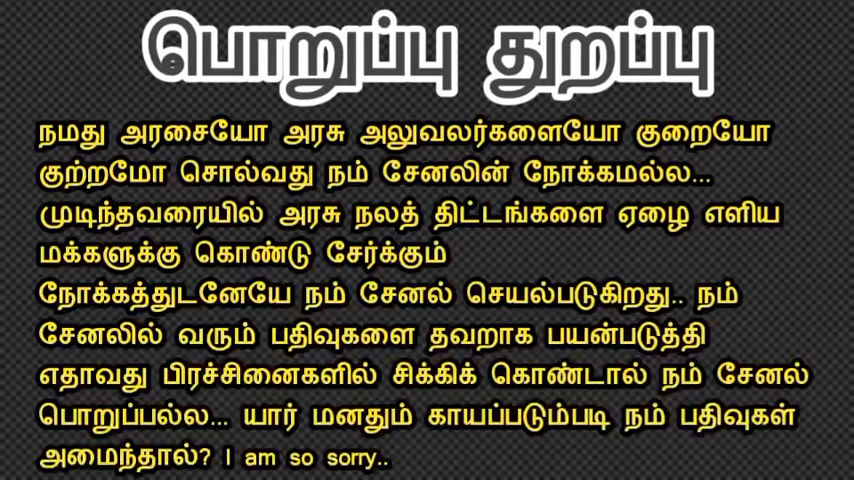 பொறுப்பு துறப்பு
நமது அரசையோ அரசு அலுவலர்களையோ குறையோ
குற்றமோ சொல்வது நம் சேனலின் நோக்கமல்ல...
முடிந்தவரையில் அரசு நலத் திட்டங்களை ஏழை எளிய
மக்களுக்கு கொண்டு சேர்க்கும்
நோக்கத்துடனேயே நம் சேனல் செயல்படுகிறது.. நம்
சேனலில் வரும் பதிவுகளை தவறாக பயன்படுத்தி
எதாவது பிரச்சினைகளில் சிக்கிக் கொண்டால் நம் சேனல்
பொறுப்பல்ல... யார் மனதும் காயப்படும்படி நம் பதிவுகள்
அமைந்தால்? I am so sorry..